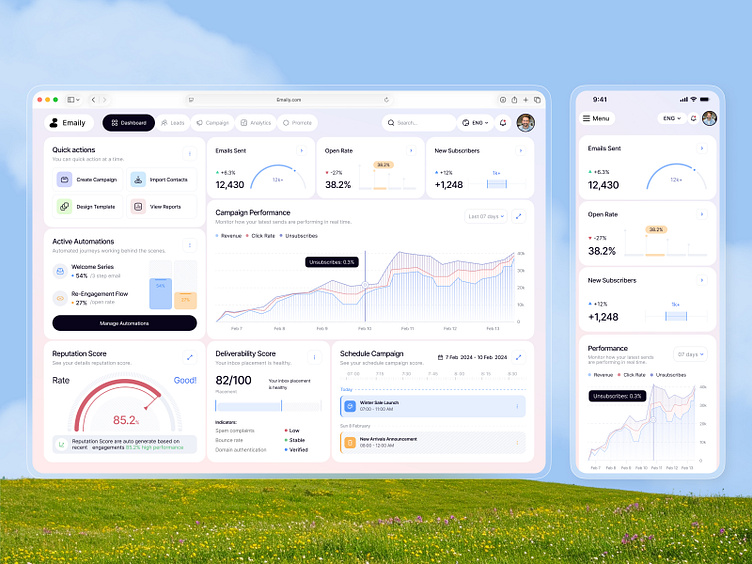 Emaily.com
Emaily
Dashboard
Leads
Campaign
Analytics
Promote
Search...
ENG
Quick actions
You can quick action at a time.
Create Campaign
Import Contacts
Design Template
View Reports
Emails Sent
+6.3%
12,430
12k+
Open Rate
-27%
38.2%
38.2%
New Subscribers
+12%
+1,248
1k+
Campaign Performance
Monitor how your latest sends are performing in real time.
Last 07 days
Revenue
Click Rate
Unsubscribes
Unsubscribes: 0.3%
40k
30k
20k
10k
0
Feb 7
Feb 8
Feb 9
Feb 10
Feb 11
Feb 12
Feb 13
Active Automations
Automated journeys working behind the scenes.
Welcome Series
54% /3 step email
Re-Engagement Flow
27% /open rate
54%
27%
Manage Automations
Reputation Score
See your details reputation score.
Rate
Good!
85.2%
Reputation Score are auto generate based on
recent engagements 85.2% high performance
Deliverability Score
Your inbox placement is healthy.
82/100
Placement
Your inbox placement
is healthy
Indicators:
Spam complaints
Low
Bounce rate
Stable
Domain authentication
Verified
Schedule Campaign
See your schedule campaign score.
7 Feb 2024 - 10 Feb 2024
Today
Winter Sale Launch
07:00 - 11:00 AM
Sun 9 February
New Arrivals Announcement
08:00 - 12:00 AM
9:41
Menu
ENG
Emails Sent
+6.3%
12,430
12k+
Open Rate
-27%
38.2%
38.2%
New Subscribers
+12%
+1,248
1k+
Performance
Monitor how your latest sends
are performing in real time.
07 days
Revenue
Click Rate
Unsubscribes
Unsubscribes: 0.3%
40k
30k
20k
10k
0
Feb 7
Feb 8
Feb 9
Feb 10
Feb 11
Feb 12
Feb 13